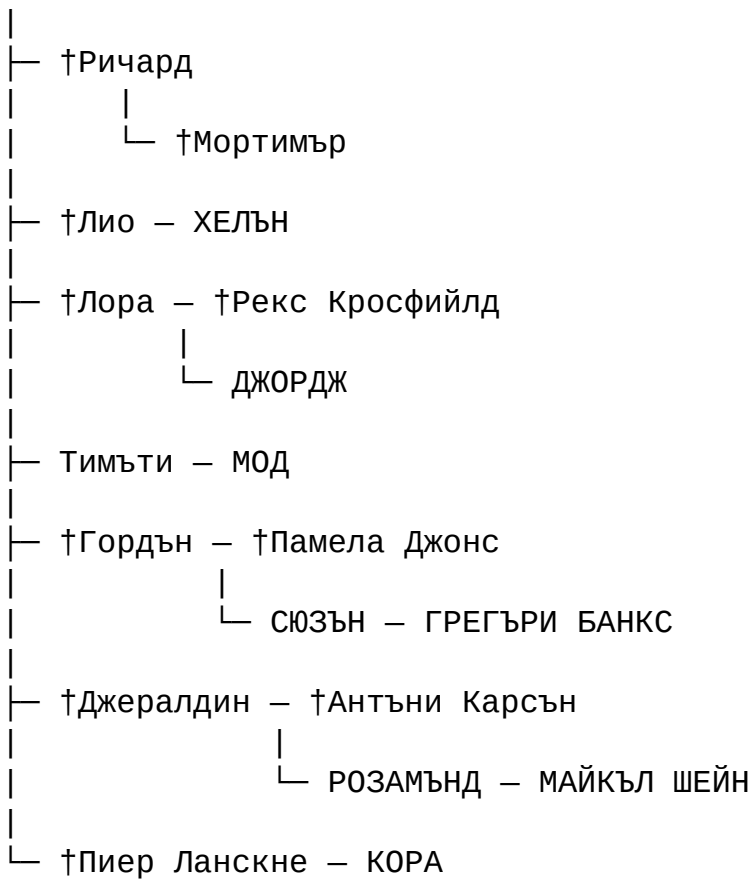 †Ричард
†Мортимър
†Лио — ХЕЛЪН
†Лора — †Рекс Кросфийлд
ДЖОРДЖ
Тимъти — МОД
†Гордън — †Памела Джонс
СЮЗЪН — ГРЕГЪРИ БАНКС
†Джералдин — †Антъни Карсън
РОЗАМЪНД — МАЙКЪЛ ШЕЙН
†Пиер Ланскне — КОРА